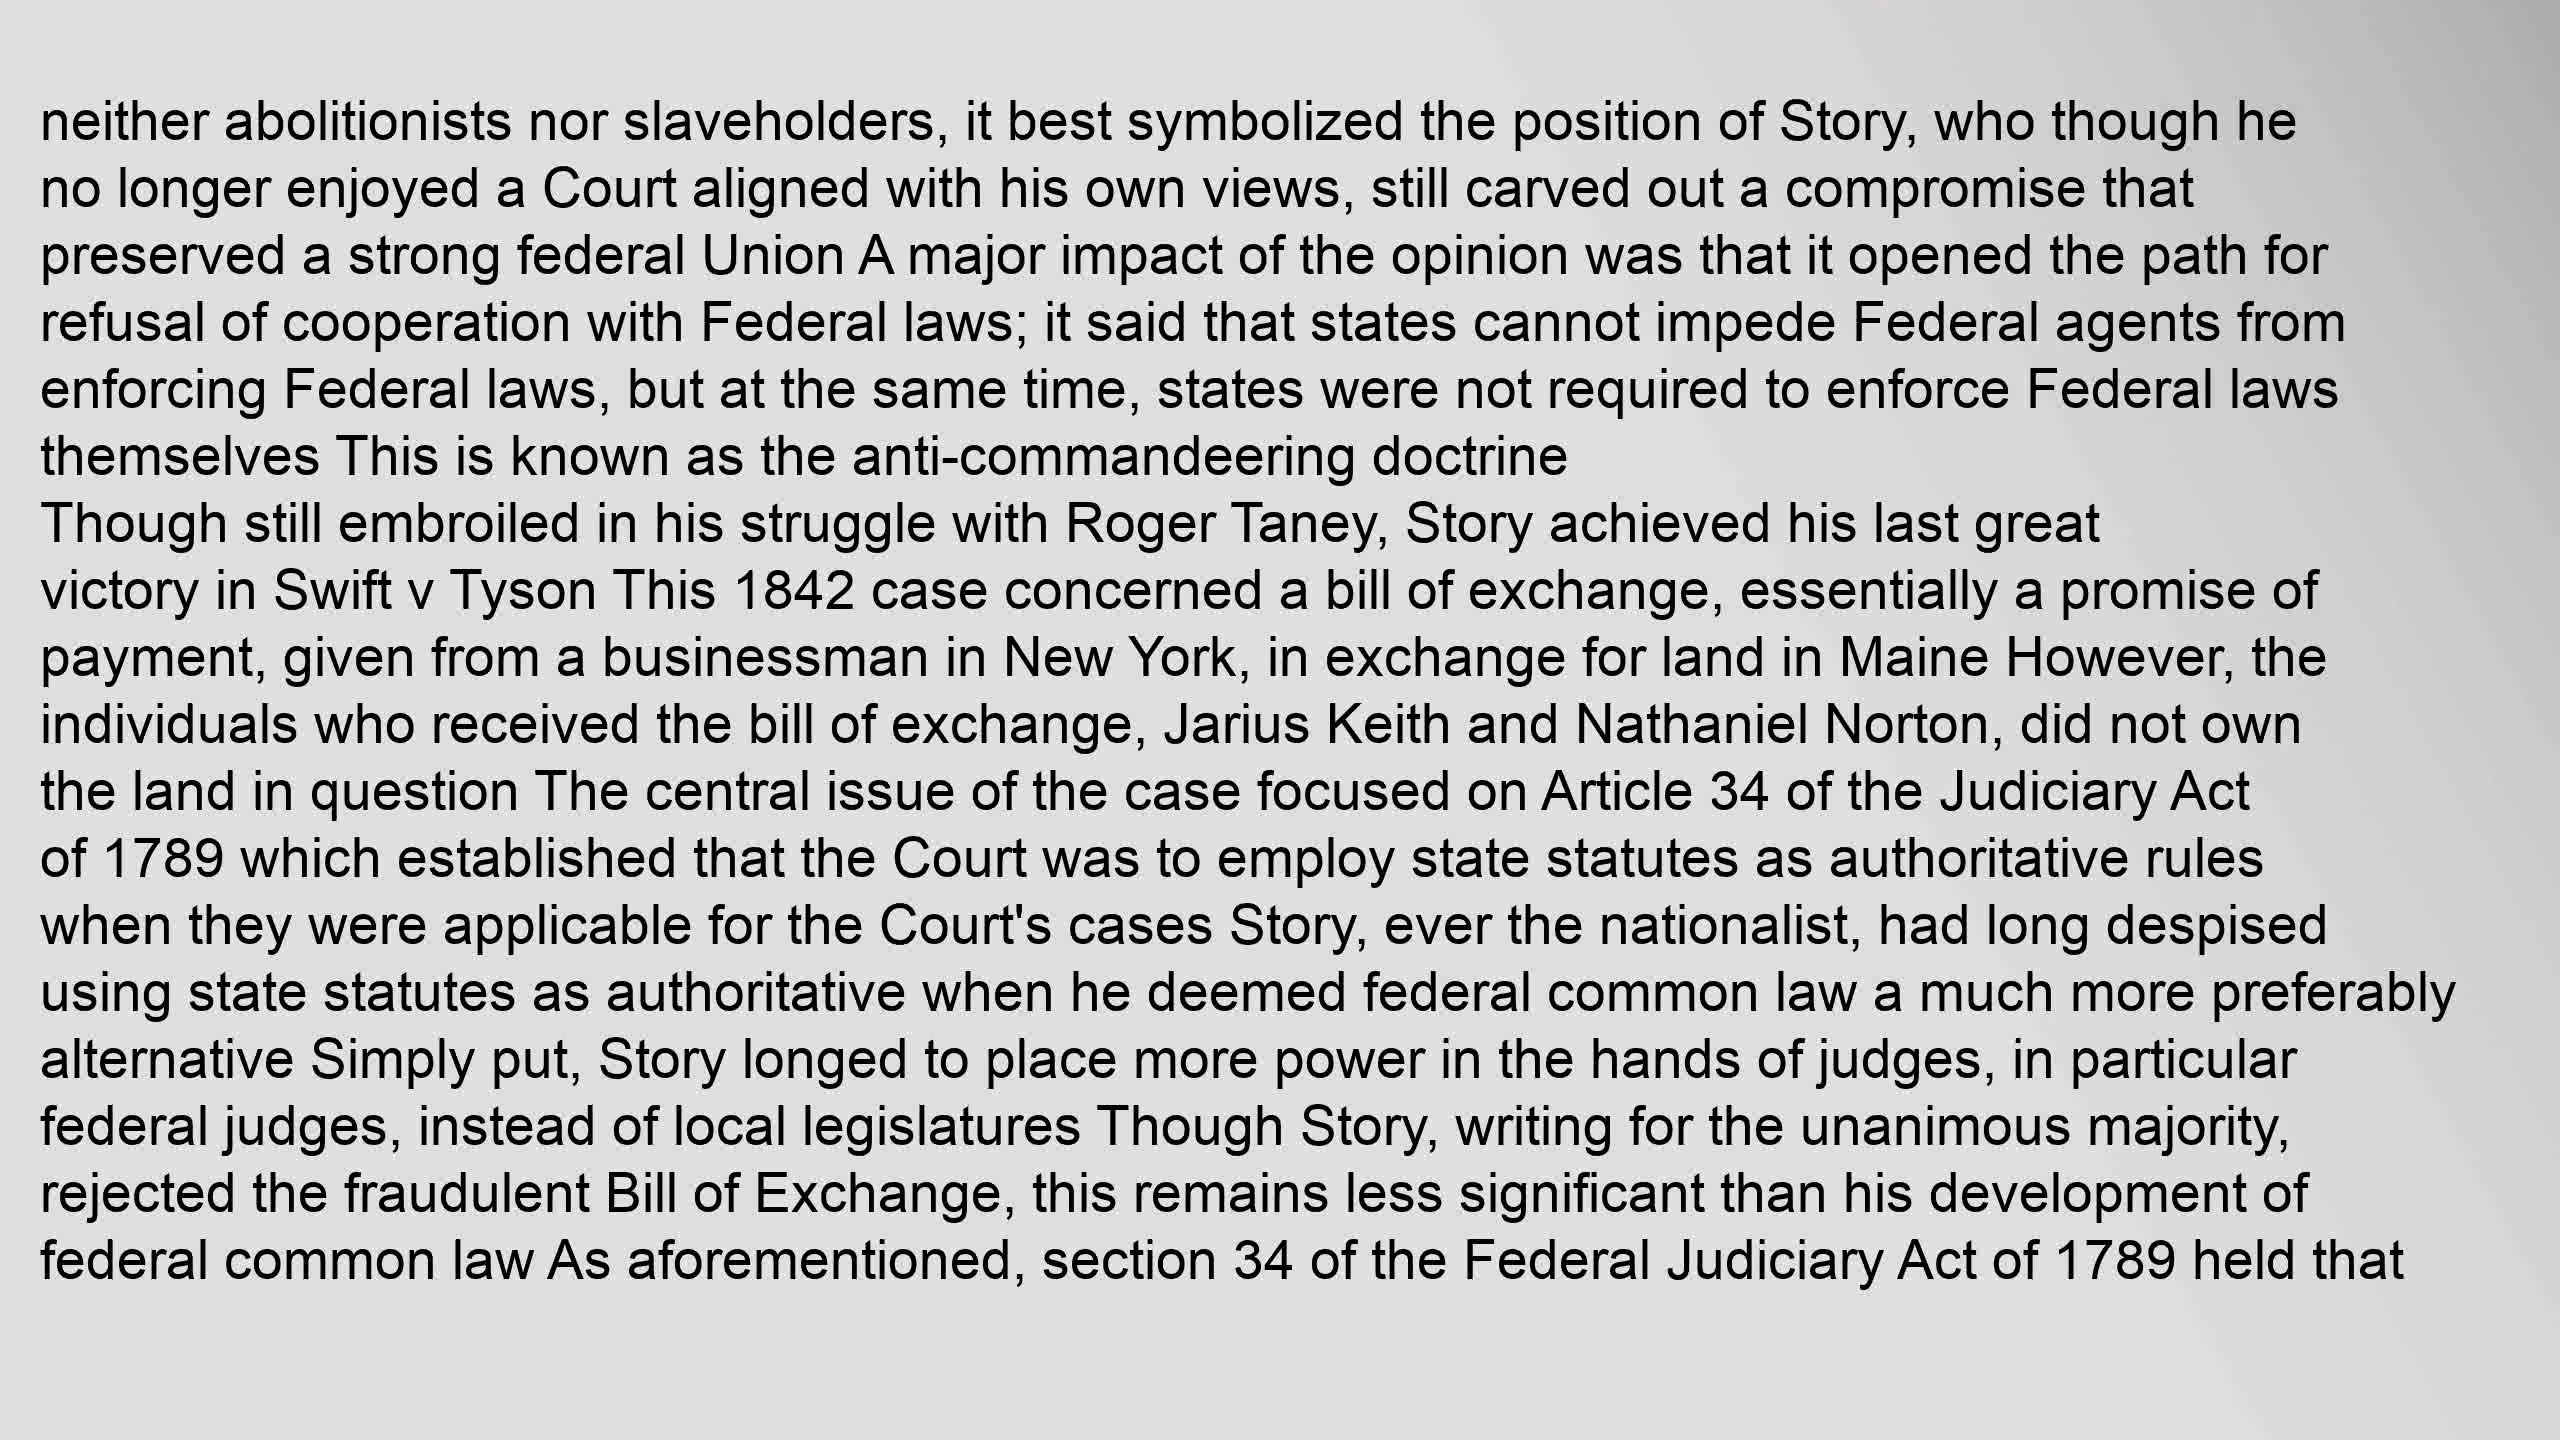 neither abolitionists nor slaveholders, it best symbolized the position of Story, who though he
no longer enjoyed a Court aligned with his own views, still carved out a compromise that
preserved a strong federal Union A major impact of the opinion was that it opened the path for
refusal of cooperation with Federal laws; it said that states cannot impede Federal agents from
enforcing Federal laws, but at the same time, states were not required to enforce Federal laws
themselves This is known as the anti-commandeering doctrine
Though still embroiled in his struggle with Roger Taney, Story achieved his last great
victory in Swift v Tyson This 1842 case concerned a bill of exchange, essentially a promise of
payment, given from a businessman in New York, in exchange for land in Maine However, the
individuals who received the bill of exchange, Jarius Keith and Nathaniel Norton, did not own
the land in question The central issue of the case focused on Article 34 of the Judiciary Act
of 1789 which established that the Court was to employ state statutes as authoritative rules
when they were applicable for the Court's cases Story, ever the nationalist, had long despised
using state statutes as authoritative when he deemed federal common law a much more preferably
alternative Simply put, Story longed to place more power in the hands of judges, in particular
federal judges, instead of local legislatures Though Story, writing for the unanimous majority,
rejected the fraudulent Bill of Exchange, this remains less significant than his development of
federal common law As aforementioned, section 34 of the Federal Judiciary Act of 1789 held that